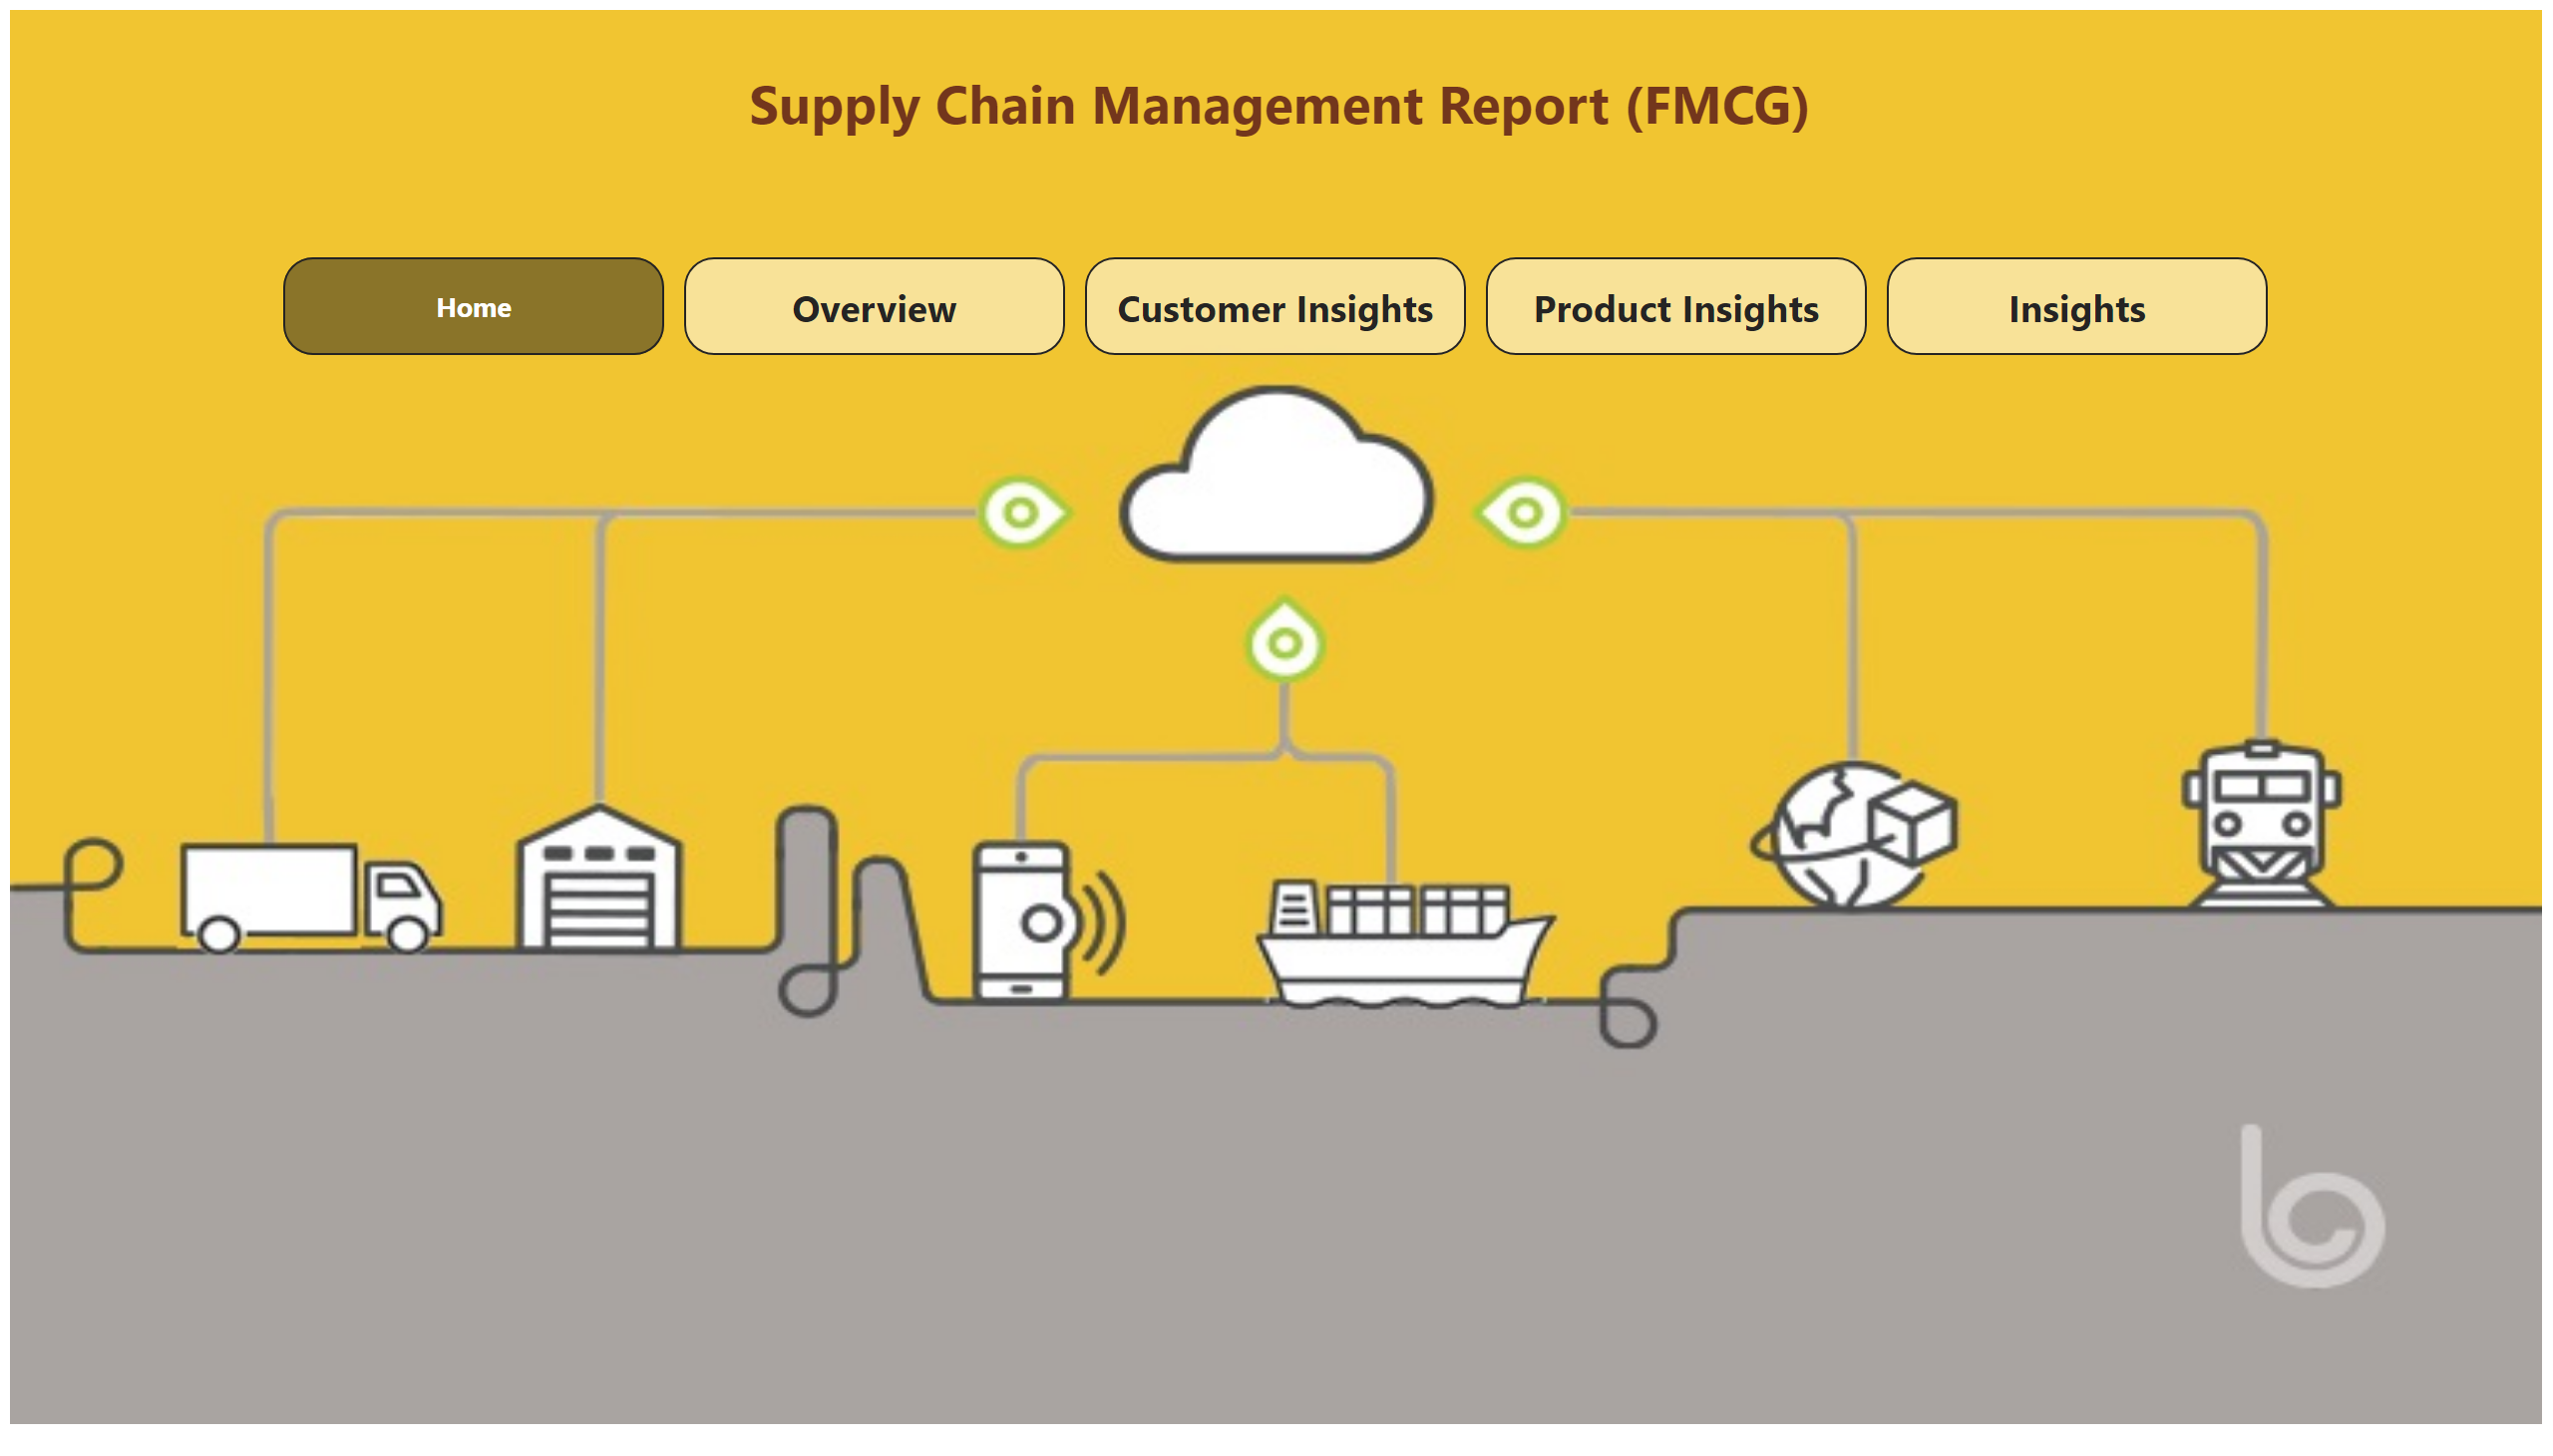 Supply Chain Management Report (FMCG)
Home
Overview
Customer Insights
Product Insights
Insights